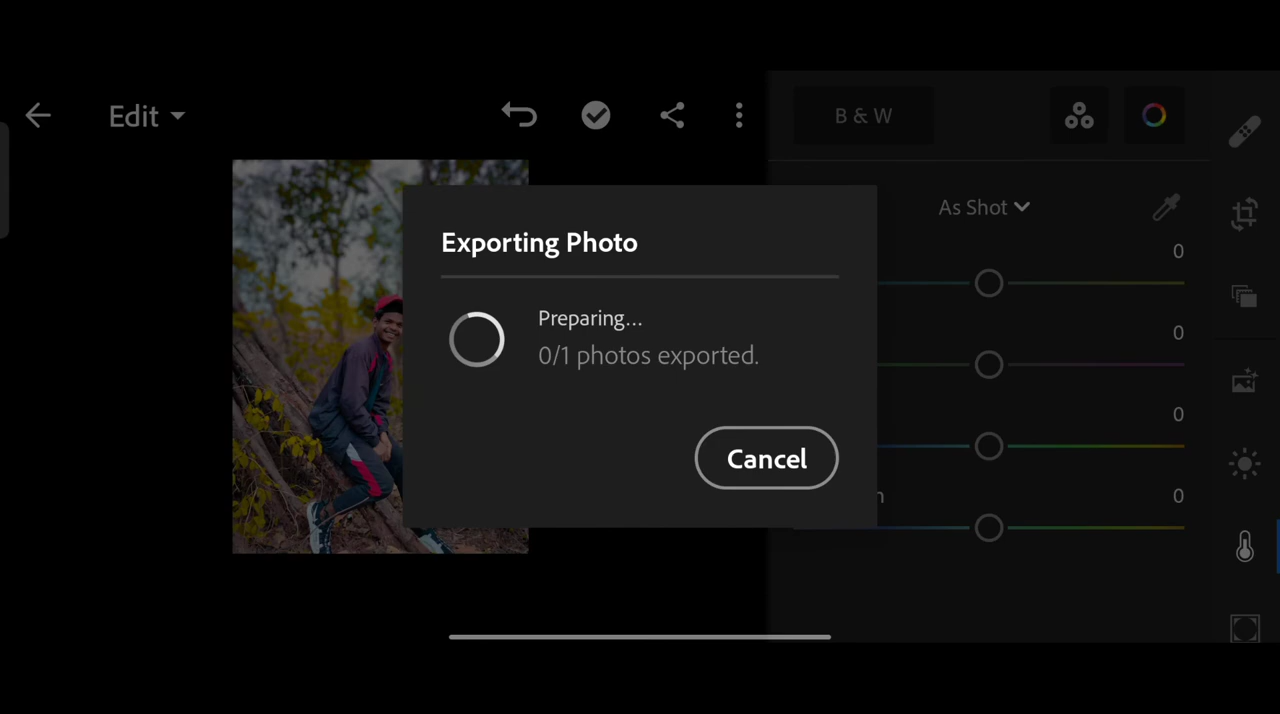 Edit
B & W
As Shot
0
0
0
n
0
Exporting Photo
Preparing...
0/1 photos exported.
Cancel